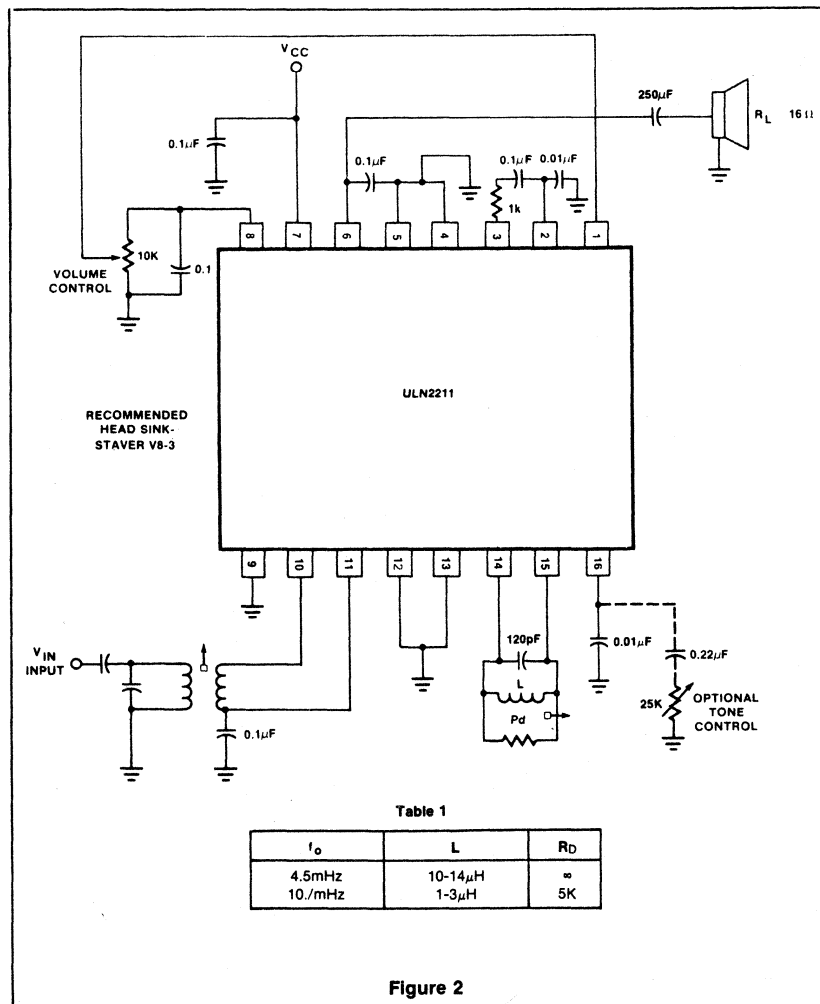 VCC
250µF
RL 16Ω
0.1µF
0.1µF
0.1µF 0.01µF
1k
8 7 6 5 4 3 2 1
10K
0.1
VOLUME
CONTROL
ULN2211
RECOMMENDED
HEAD SINK-
STAVER V8-3
9 10 11 12 13 14 15 16
VIN
INPUT
0.1µF
120pF
L
Pd
0.01µF
0.22µF
25K
OPTIONAL
TONE
CONTROL
Table 1
fo L RD
4.5mHz 10-14µH ∞
10./mHz 1-3µH 5K
Figure 2